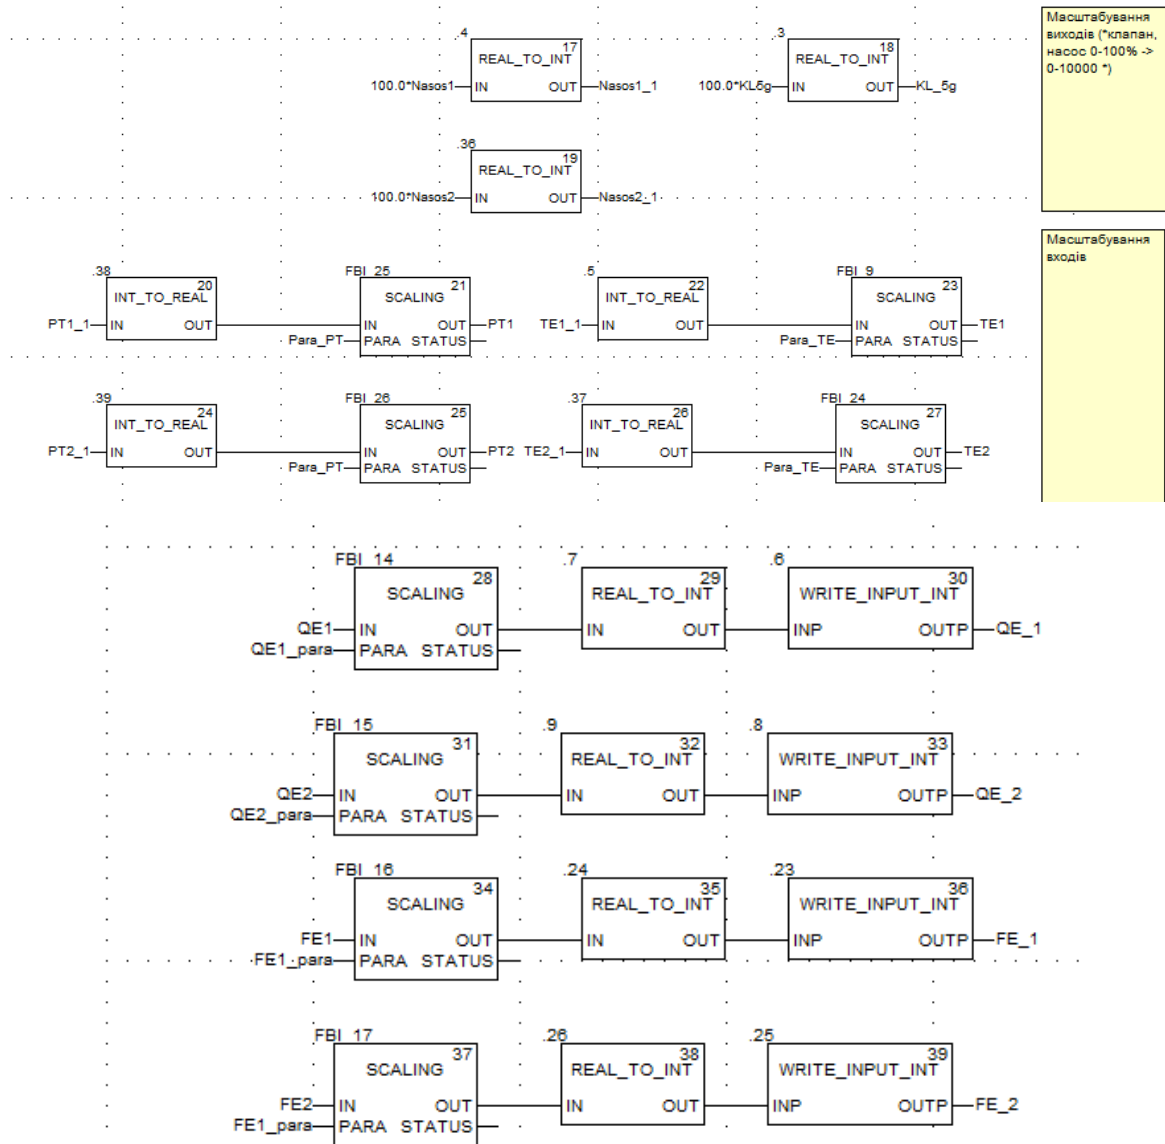 .4
17
REAL_TO_INT
100.0*Nasos1 IN OUT Nasos1_1
.3
18
REAL_TO_INT
100.0*KL5g IN OUT KL_5g
Масштабування
виходів (*клапан,
насос 0-100% ->
0-10000 *)
.36
19
REAL_TO_INT
100.0*Nasos2 IN OUT Nasos2_1
Масштабування
входів
.38
20
INT_TO_REAL
PT1_1 IN OUT
FBI_25
21
SCALING
IN OUT PT1
Para_PT PARA STATUS
.5
22
INT_TO_REAL
TE1_1 IN OUT
FBI_9
23
SCALING
IN OUT TE1
Para_TE PARA STATUS
.39
24
INT_TO_REAL
PT2_1 IN OUT
FBI_26
25
SCALING
IN OUT PT2
Para_PT PARA STATUS
.37
26
INT_TO_REAL
TE2_1 IN OUT
FBI_24
27
SCALING
IN OUT TE2
Para_TE PARA STATUS
FBI_14
28
SCALING
QE1 IN OUT
QE1_para PARA STATUS
.7
29
REAL_TO_INT
IN OUT
.6
30
WRITE_INPUT_INT
INP OUTP QE_1
FBI_15
31
SCALING
QE2 IN OUT
QE2_para PARA STATUS
.9
32
REAL_TO_INT
IN OUT
.8
33
WRITE_INPUT_INT
INP OUTP QE_2
FBI_16
34
SCALING
FE1 IN OUT
FE1_para PARA STATUS
.24
35
REAL_TO_INT
IN OUT
.23
36
WRITE_INPUT_INT
INP OUTP FE_1
FBI_17
37
SCALING
FE2 IN OUT
FE1_para PARA STATUS
.26
38
REAL_TO_INT
IN OUT
.25
39
WRITE_INPUT_INT
INP OUTP FE_2